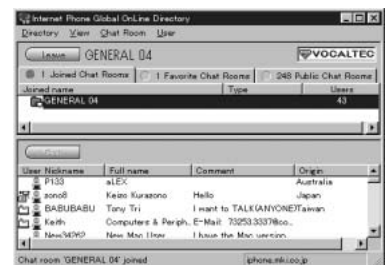 Internet Phone Global OnLine Directory
Directory View Chat Room User
Leave GENERAL 04 VOCALTEC
1 Joined Chat Rooms 1 Favorite Chat Rooms 248 Public Chat Rooms
Joined name Type Users
GENERAL 04 43
User Nickname Full name Comment Origin
P133 aLEX Australia
sono8 Keizo Kurazono Hello Japan
BABUBABU Tony Tri I want to TALK(ANYONE)Taiwan
Keith Computers & Periph.. E-Mail: 73253.3337@co..
New34262 New Mac User I have the Mac version
Chat room 'GENERAL 04' joined iphone.mki.co.jp